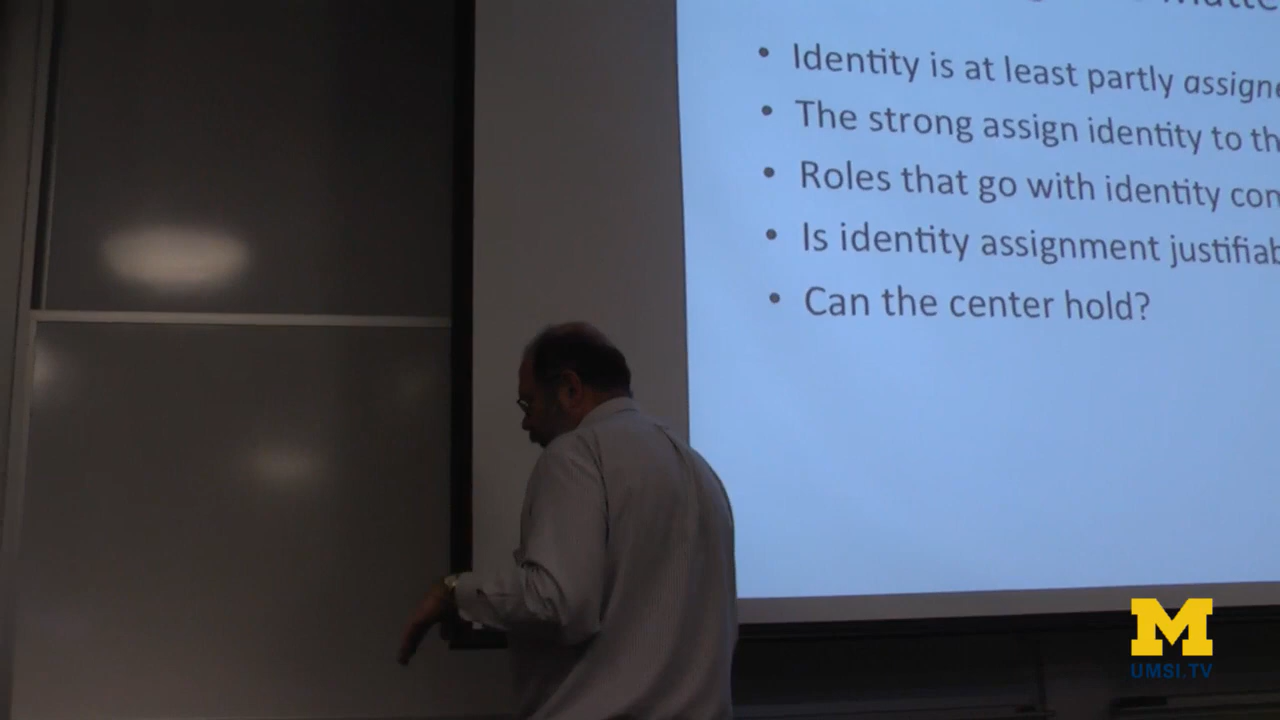 • Identity is at least partly
• The strong assign identity to
• Roles that go with identity
• Is identity assignment
• Can the center hold?
M
UMSI.TV